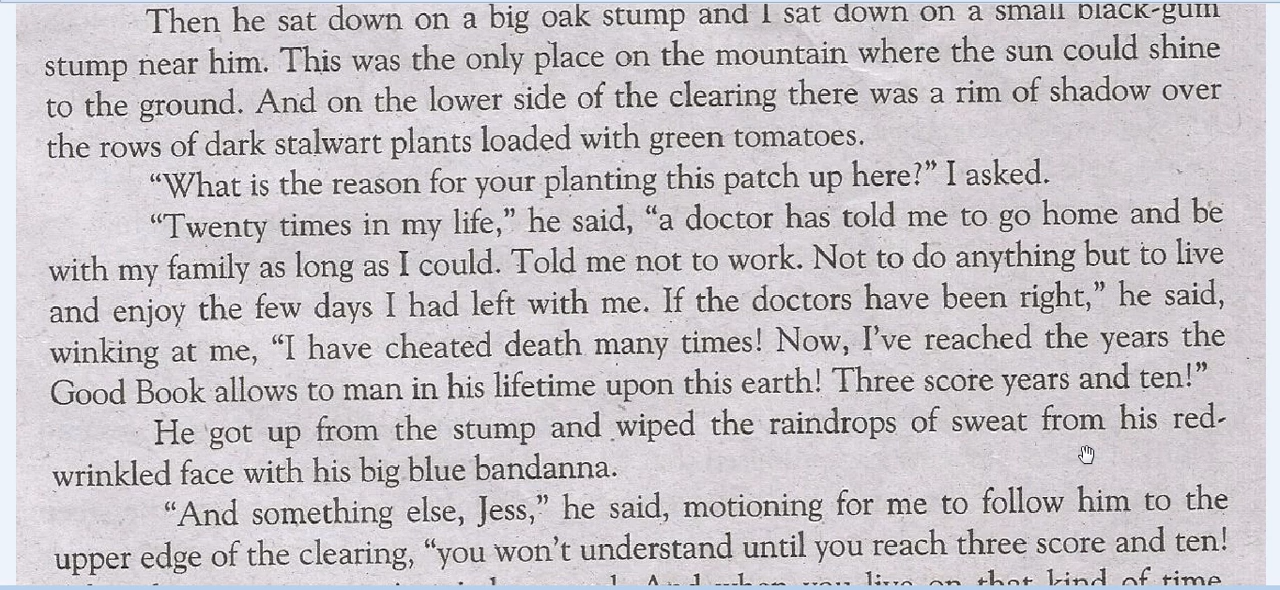 Then he sat down on a big oak stump and I sat down on a small black-gum
stump near him. This was the only place on the mountain where the sun could shine
to the ground. And on the lower side of the clearing there was a rim of shadow over
the rows of dark stalwart plants loaded with green tomatoes.
“What is the reason for your planting this patch up here?” I asked.
“Twenty times in my life,” he said, “a doctor has told me to go home and be
with my family as long as I could. Told me not to work. Not to do anything but to live
and enjoy the few days I had left with me. If the doctors have been right,” he said,
winking at me, “I have cheated death many times! Now, I’ve reached the years the
Good Book allows to man in his lifetime upon this earth! Three score years and ten!”
He got up from the stump and wiped the raindrops of sweat from his red-
wrinkled face with his big blue bandanna.
“And something else, Jess,” he said, motioning for me to follow him to the
upper edge of the clearing, “you won’t understand until you reach three score and ten!
And when you live on that kind of time